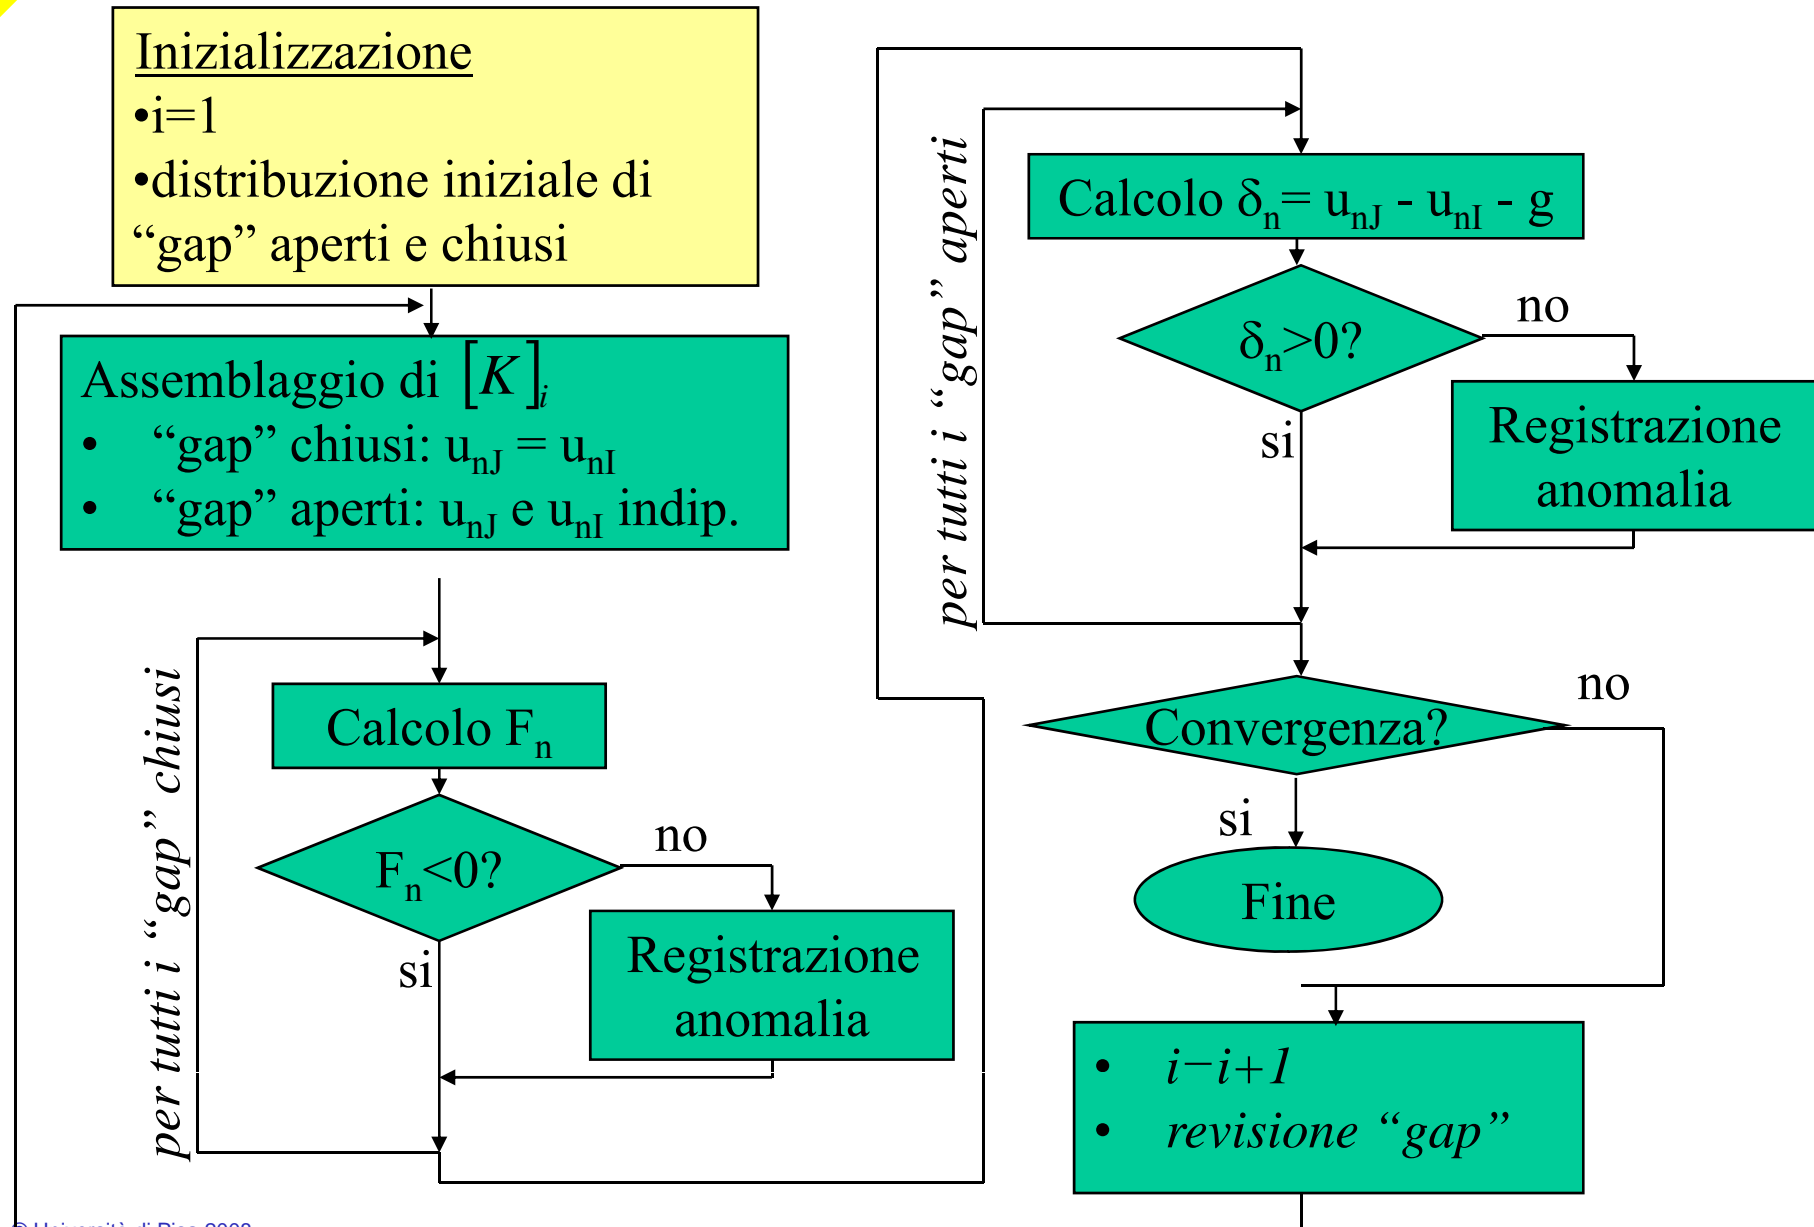 Inizializzazione
•i=1
•distribuzione iniziale di
“gap” aperti e chiusi
Assemblaggio di [K]i
• “gap” chiusi: unJ = unI
• “gap” aperti: unJ e unI indip.
per tutti i “gap” chiusi
Calcolo Fn
Fn<0?
no
si
Registrazione
anomalia
per tutti i “gap” aperti
Calcolo δn= unJ - unI - g
δn>0?
no
si
Registrazione
anomalia
Convergenza?
no
si
Fine
• i−i+1
• revisione “gap”